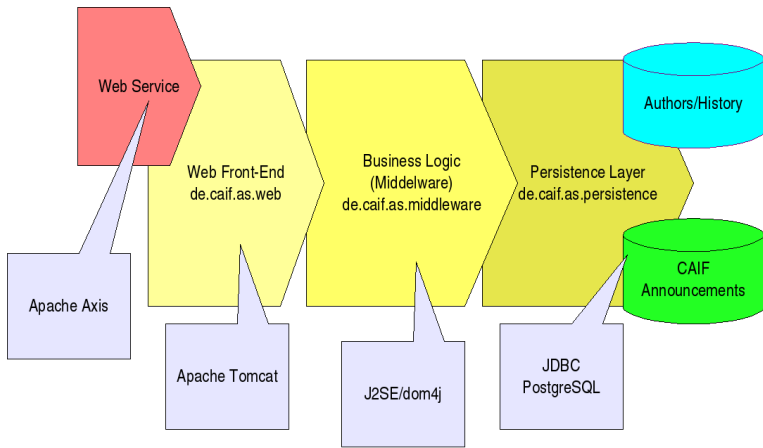 Web Service
Authors/History
Web Front-End
de.caif.as.web
Business Logic
(Middelware)
de.caif.as.middleware
Persistence Layer
de.caif.as.persistence
CAIF
Announcements
Apache Axis
Apache Tomcat
J2SE/dom4j
JDBC
PostgreSQL